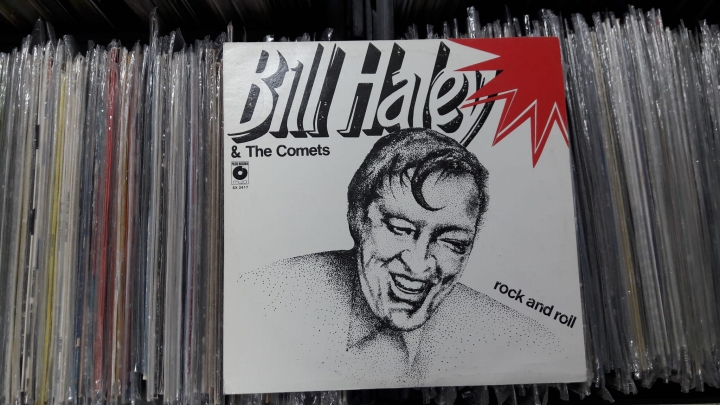 Bill Haley
& The Comets
rock and roll